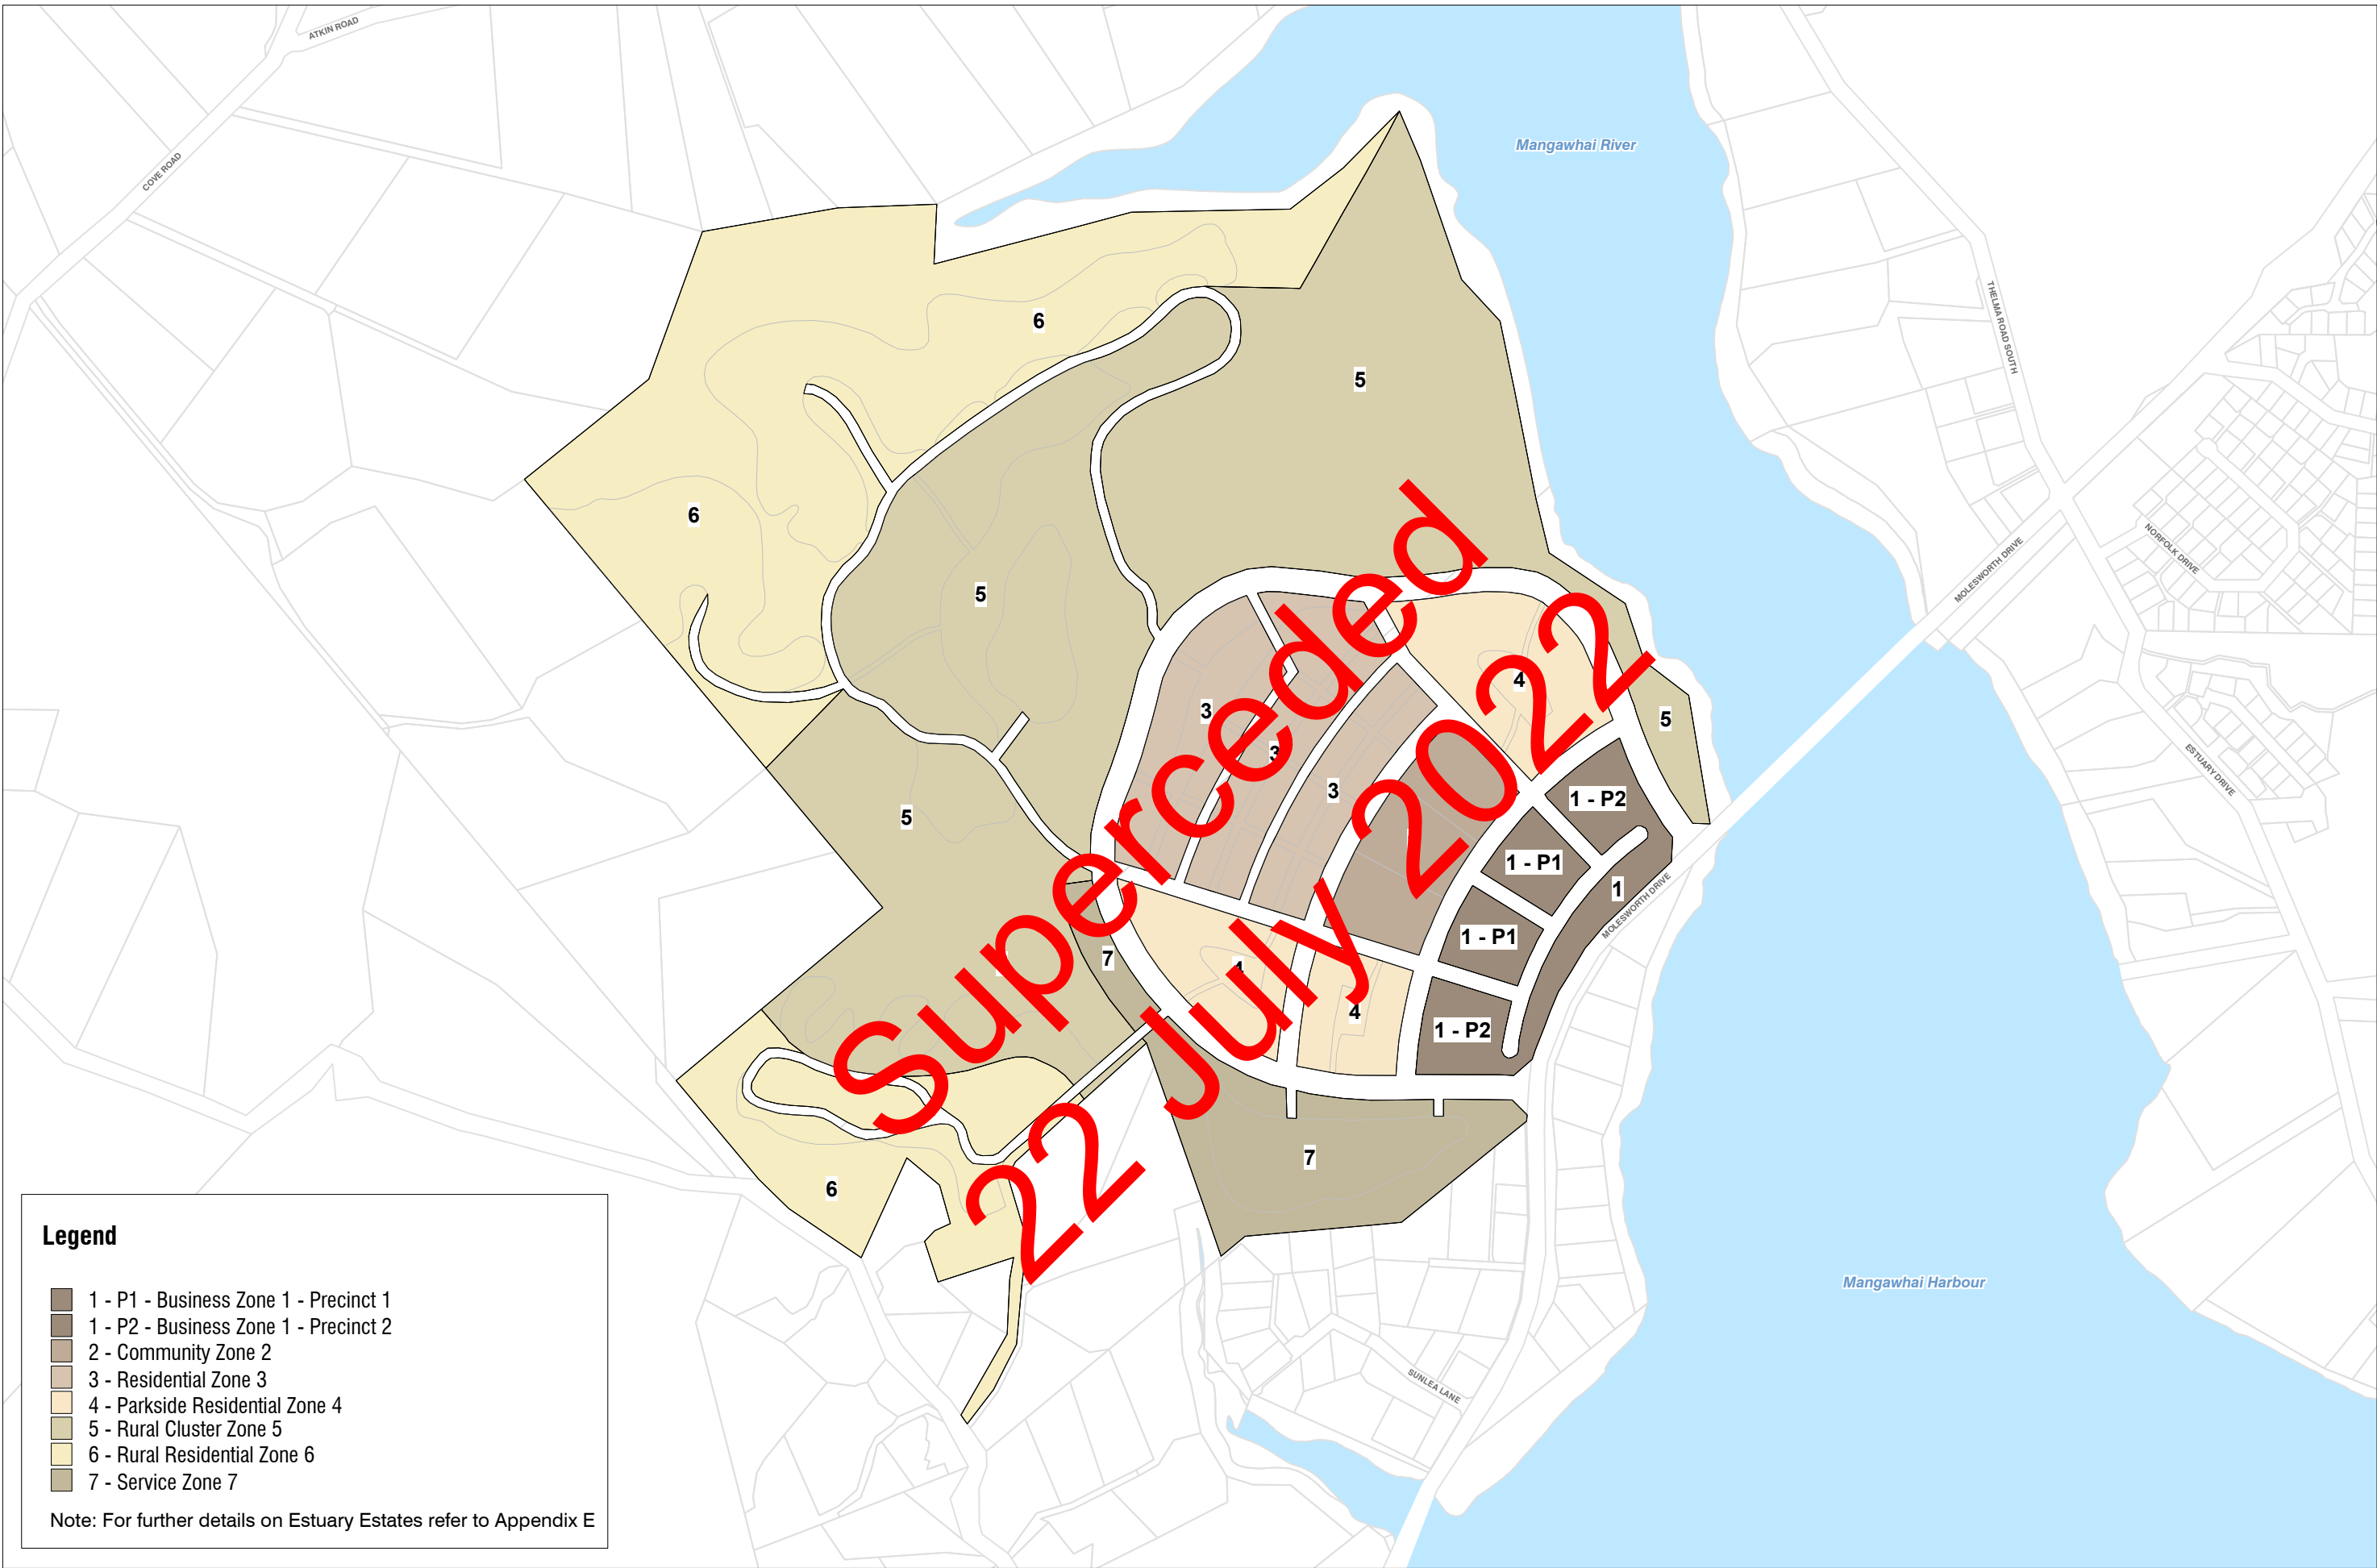 ATKIN ROAD
COVE ROAD
Mangawhai River
THELMA ROAD SOUTH
6
5
6
5
NORFOLK DRIVE
MOLESWORTH DRIVE
4
3
5
3
3
1 - P2
ESTUARY DRIVE
5
1 - P1
1
MOLESWORTH DRIVE
1 - P1
7
4
4
1 - P2
7
6
Superceded
22 July 2022
Mangawhai Harbour
SUNLEA LANE
Legend
1 - P1 - Business Zone 1 - Precinct 1
1 - P2 - Business Zone 1 - Precinct 2
2 - Community Zone 2
3 - Residential Zone 3
4 - Parkside Residential Zone 4
5 - Rural Cluster Zone 5
6 - Rural Residential Zone 6
7 - Service Zone 7
Note: For further details on Estuary Estates refer to Appendix E